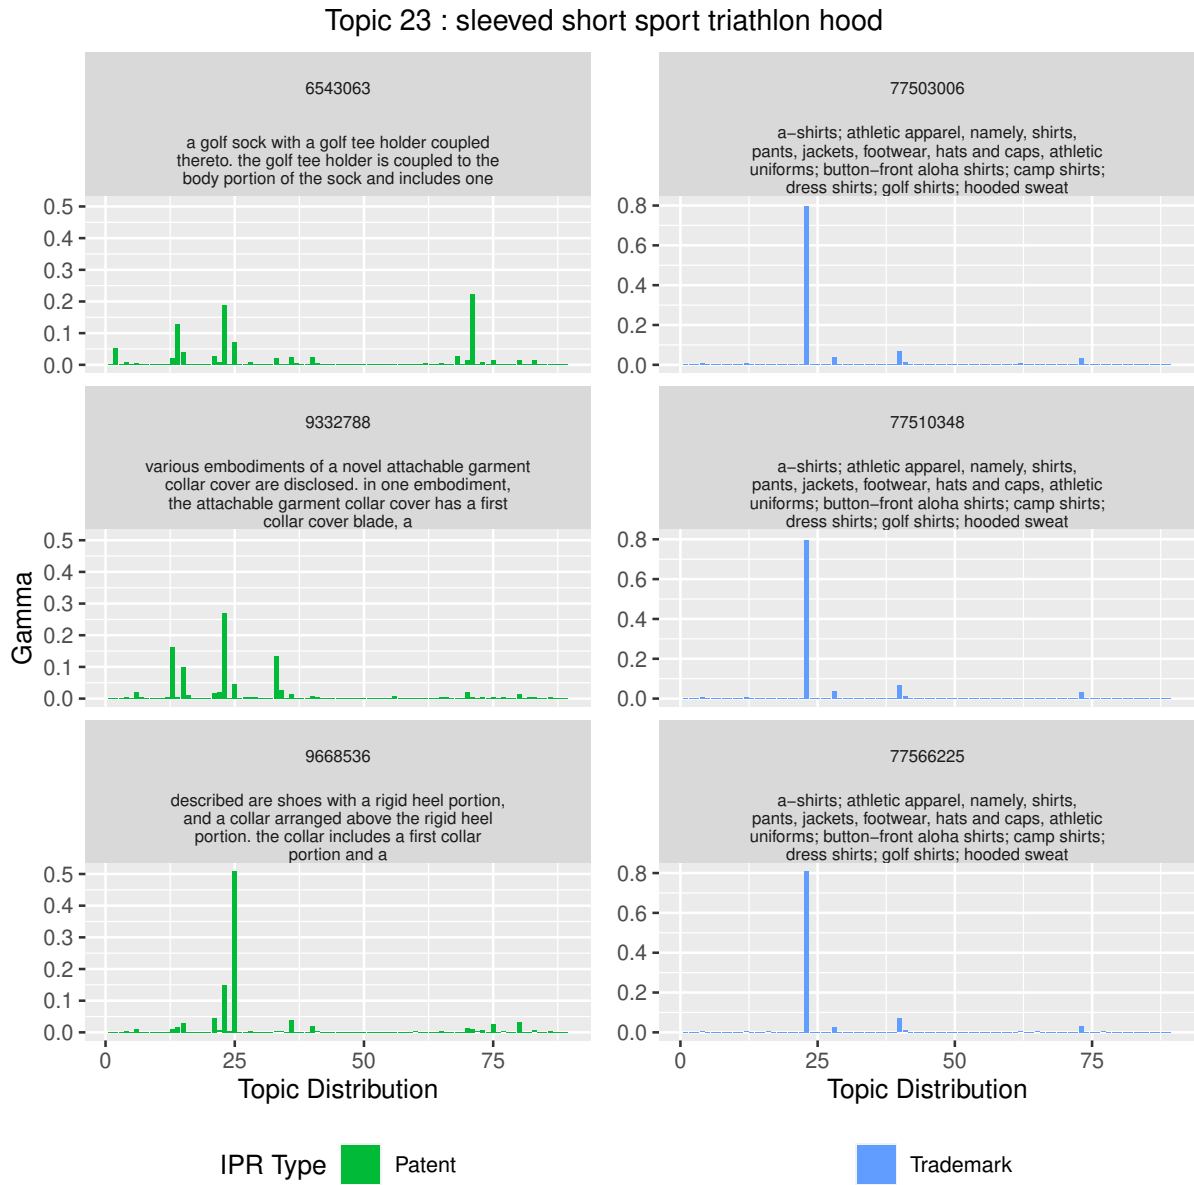 Topic 23 : sleeved short sport triathlon hood
6543063
a golf sock with a golf tee holder coupled
thereto. the golf tee holder is coupled to the
body portion of the sock and includes one
77503006
a−shirts; athletic apparel, namely, shirts,
pants, jackets, footwear, hats and caps, athletic
uniforms; button−front aloha shirts; camp shirts;
dress shirts; golf shirts; hooded sweat
0.5
0.4
0.3
0.2
0.1
0.0
0.8
0.6
0.4
0.2
0.0
9332788
various embodiments of a novel attachable garment
collar cover are disclosed. in one embodiment,
the attachable garment collar cover has a first
collar cover blade, a
77510348
a−shirts; athletic apparel, namely, shirts,
pants, jackets, footwear, hats and caps, athletic
uniforms; button−front aloha shirts; camp shirts;
dress shirts; golf shirts; hooded sweat
Gamma
0.5
0.4
0.3
0.2
0.1
0.0
0.8
0.6
0.4
0.2
0.0
9668536
described are shoes with a rigid heel portion,
and a collar arranged above the rigid heel
portion. the collar includes a first collar
portion and a
77566225
a−shirts; athletic apparel, namely, shirts,
pants, jackets, footwear, hats and caps, athletic
uniforms; button−front aloha shirts; camp shirts;
dress shirts; golf shirts; hooded sweat
0.5
0.4
0.3
0.2
0.1
0.0
0.8
0.6
0.4
0.2
0.0
0 25 50 75
0 25 50 75
Topic Distribution
Topic Distribution
IPR Type Patent Trademark